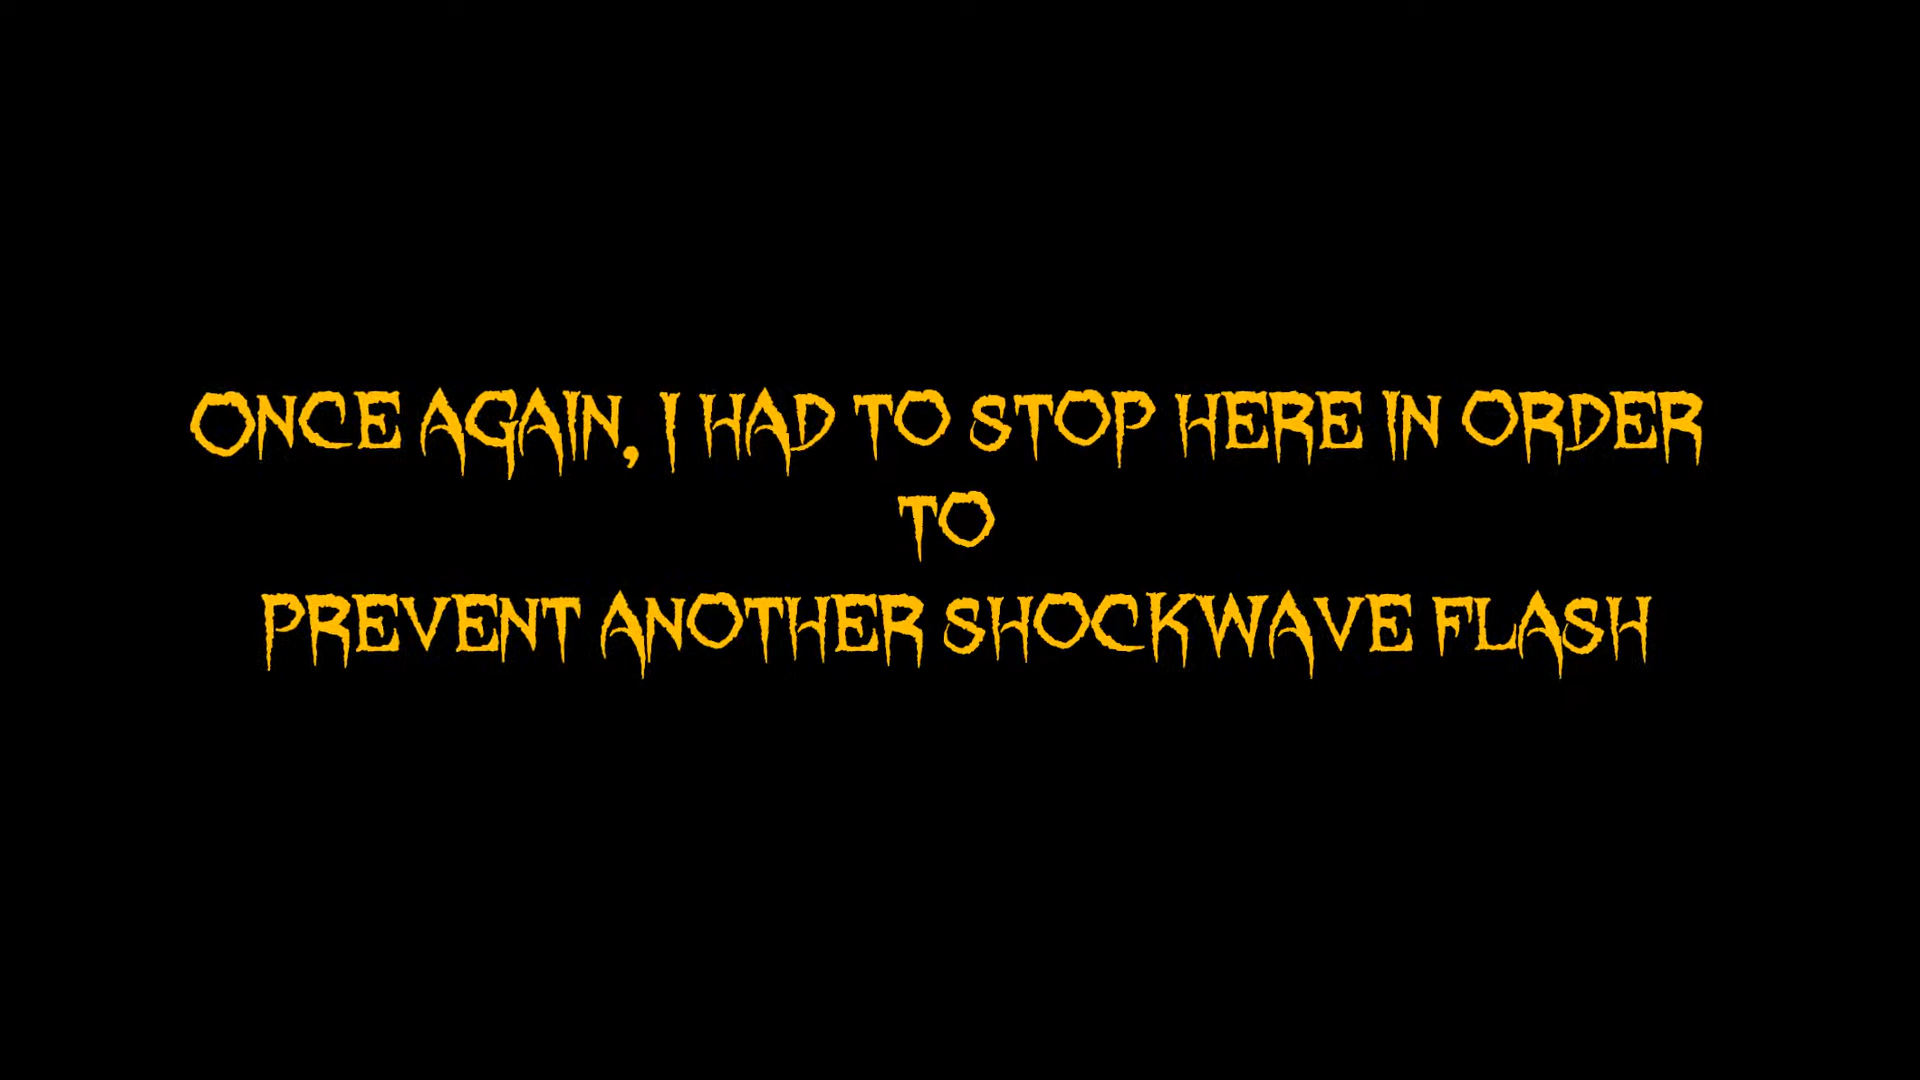 ONCE AGAIN, I HAD TO STOP HERE IN ORDER
TO
PREVENT ANOTHER SHOCKWAVE FLASH